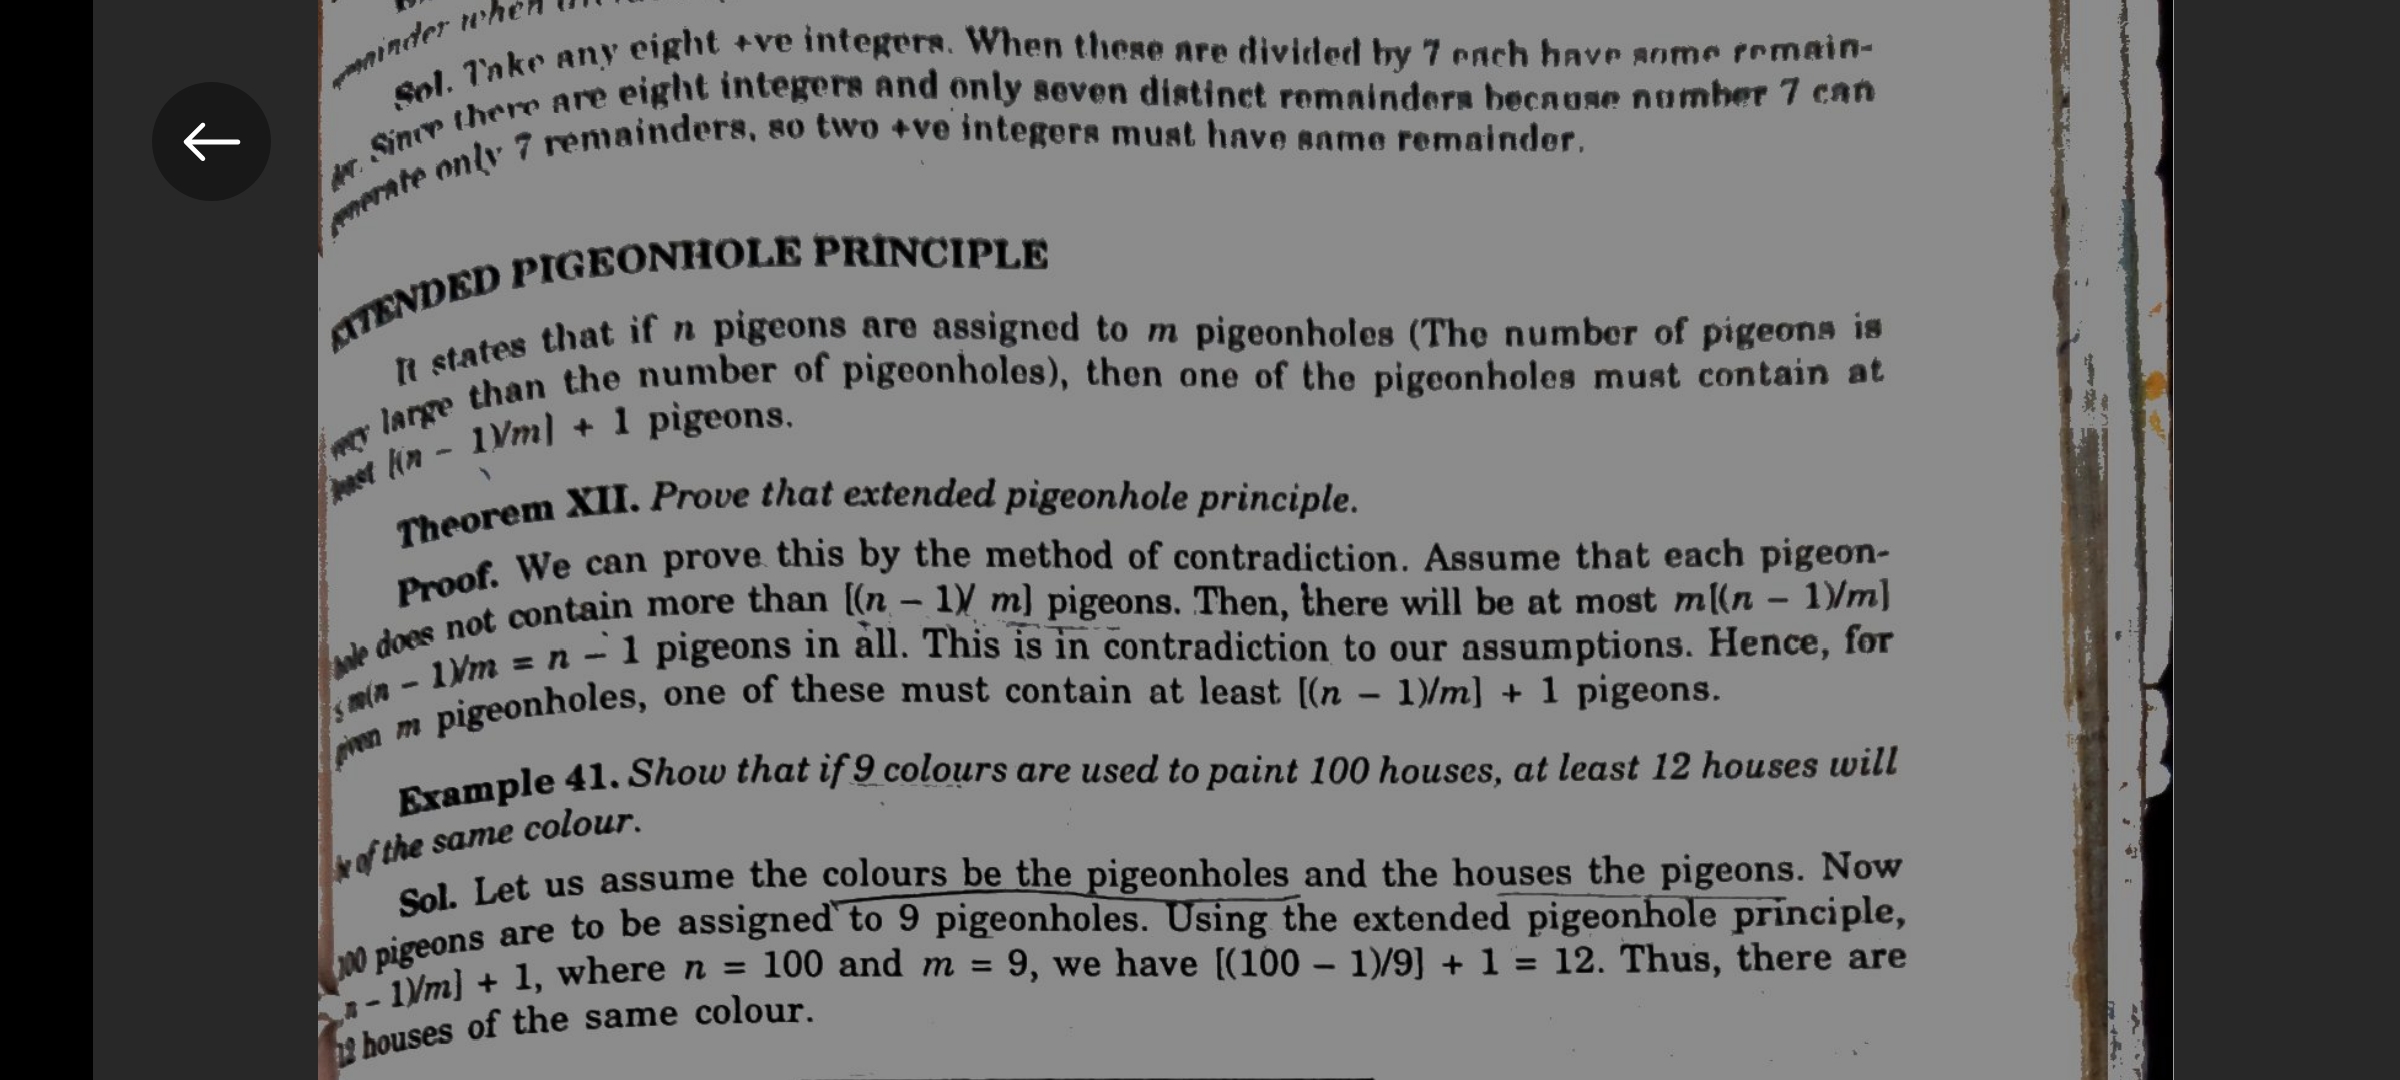 Sol. Take any eight +ve integers. When these are divided by 7 each have some remain-
Since there are eight integers and only seven distinct remainders because number 7 can
only 7 remainders, so two +ve integers must have same remainder.
EXTENDED PIGEONHOLE PRINCIPLE
It states that if n pigeons are assigned to m pigeonholes (The number of pigeons is
very large than the number of pigeonholes), then one of the pigeonholes must contain at
least [(n – 1)/m] + 1 pigeons.
Theorem XII. Prove that extended pigeonhole principle.
Proof. We can prove this by the method of contradiction. Assume that each pigeon-
hole does not contain more than [(n – 1)/ m] pigeons. Then, there will be at most m[(n – 1)/m]
≤ m(n – 1)/m = n – 1 pigeons in all. This is in contradiction to our assumptions. Hence, for
given m pigeonholes, one of these must contain at least [(n – 1)/m] + 1 pigeons.
Example 41. Show that if 9 colours are used to paint 100 houses, at least 12 houses will
of the same colour.
Sol. Let us assume the colours be the pigeonholes and the houses the pigeons. Now
100 pigeons are to be assigned to 9 pigeonholes. Using the extended pigeonhole principle,
n – 1)/m] + 1, where n = 100 and m = 9, we have [(100 – 1)/9] + 1 = 12. Thus, there are
12 houses of the same colour.